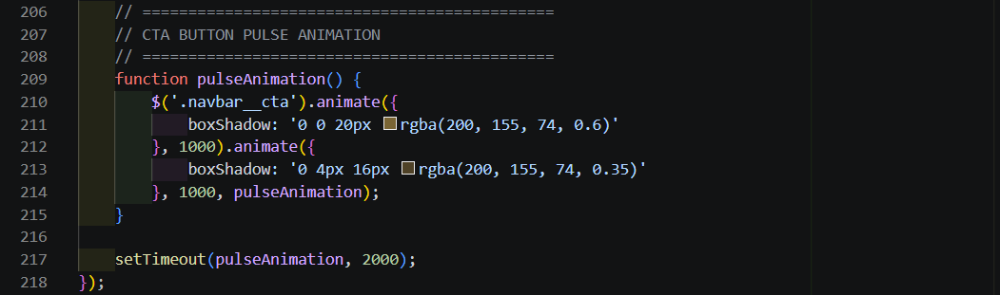 206 // =============================================
207 // CTA BUTTON PULSE ANIMATION
208 // =============================================
209 function pulseAnimation() {
210 $('.navbar__cta').animate({
211 boxShadow: '0 0 20px rgba(200, 155, 74, 0.6)'
212 }, 1000).animate({
213 boxShadow: '0 4px 16px rgba(200, 155, 74, 0.35)'
214 }, 1000, pulseAnimation);
215 }
216
217 setTimeout(pulseAnimation, 2000);
218 });